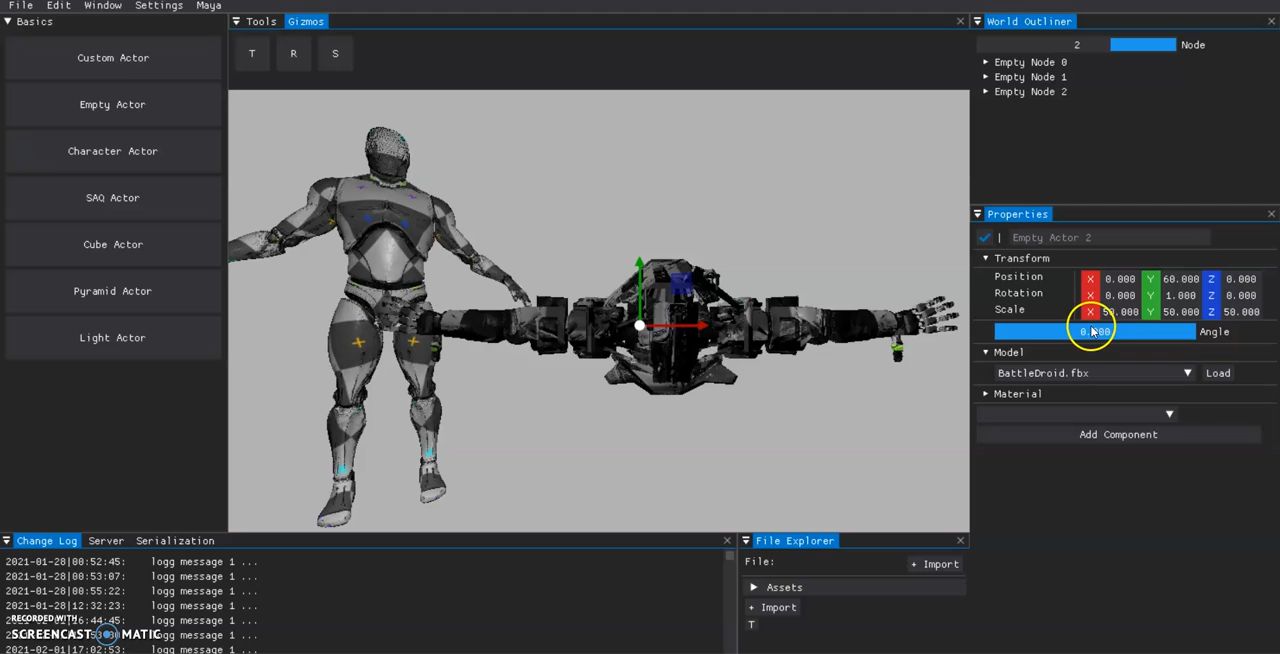 File Edit Window Settings Maya
Basics
Custom Actor
Empty Actor
Character Actor
SAQ Actor
Cube Actor
Pyramid Actor
Light Actor
Tools Gizmos
T R S
World Outliner
2 Node
Empty Node 0
Empty Node 1
Empty Node 2
Properties
| Empty Actor 2
Transform
Position X 0.000 Y 60.000 Z 0.000
Rotation X 0.000 Y 1.000 Z 0.000
Scale X 50.000 Y 50.000 Z 50.000
Angle
Model
BattleDroid.fbx Load
Material
Add Component
Change Log Server Serialization
2021-01-28|00:52:45: logg message 1 ...
2021-01-28|00:53:07: logg message 1 ...
2021-01-28|00:55:22: logg message 1 ...
2021-01-28|12:32:23: logg message 1 ...
logg message 1 ...
logg message 1 ...
2021-02-01|17:02:53: logg message 1 ...
RECORDED WITH
SCREENCAST MATIC
File Explorer
File: + Import
Assets
+ Import
T